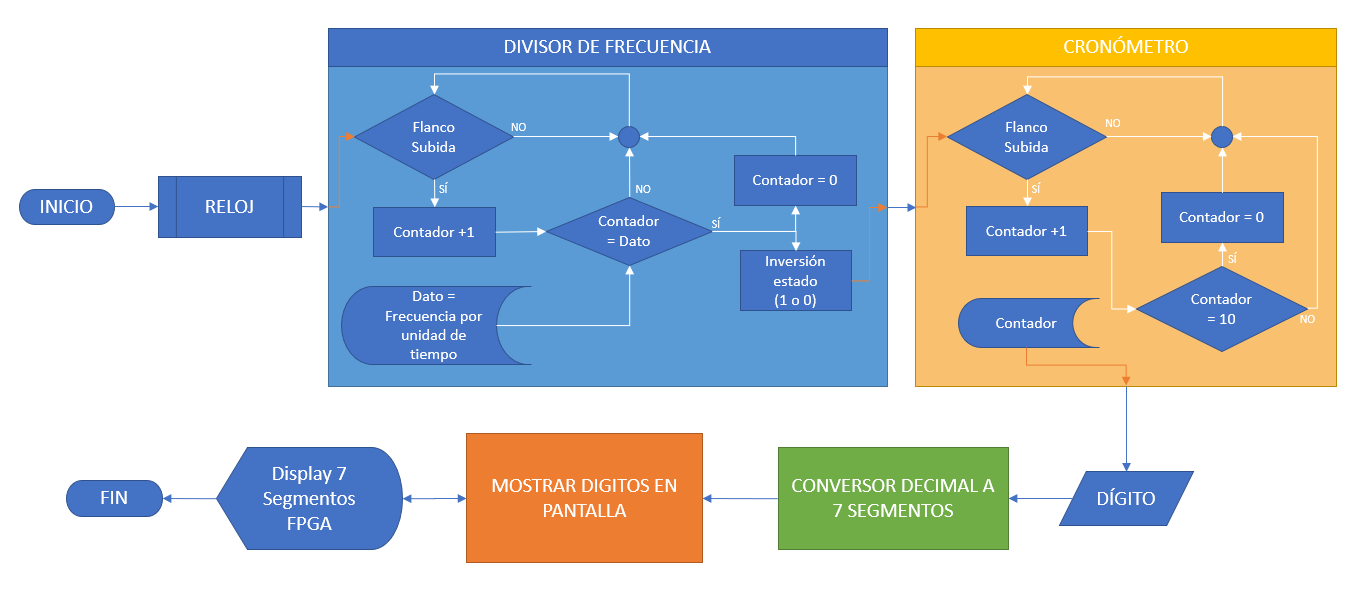 DIVISOR DE FRECUENCIA
CRONÓMETRO
INICIO
RELOJ
Flanco
Subida
NO
SÍ
Contador +1
Contador
= Dato
NO
SÍ
Contador = 0
Inversión
estado
(1 o 0)
Dato =
Frecuencia por
unidad de
tiempo
Flanco
Subida
NO
SÍ
Contador +1
Contador = 0
SÍ
Contador
= 10
NO
Contador
DÍGITO
CONVERSOR DECIMAL A
7 SEGMENTOS
MOSTRAR DIGITOS EN
PANTALLA
Display 7
Segmentos
FPGA
FIN